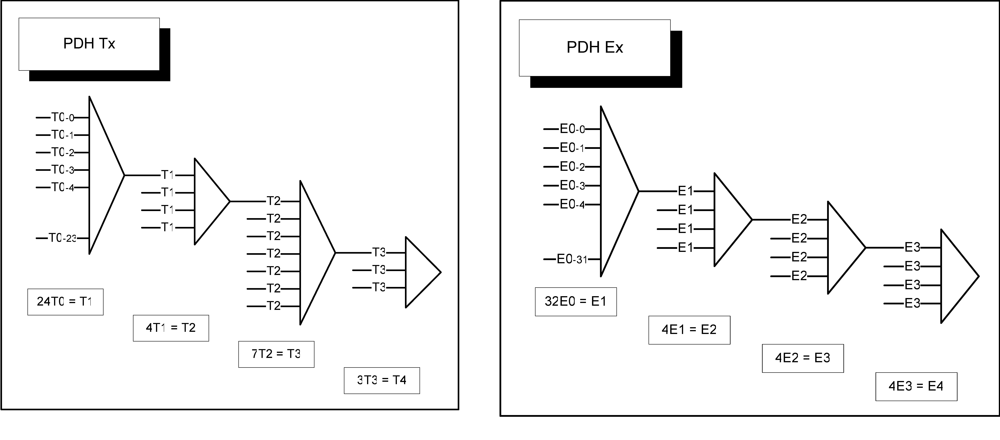 PDH Tx
T0-0
T0-1
T0-2
T0-3
T0-4
T0-23
T1
T1
T1
T1
T2
T2
T2
T2
T2
T2
T2
T3
T3
T3
24T0 = T1
4T1 = T2
7T2 = T3
3T3 = T4
PDH Ex
E0-0
E0-1
E0-2
E0-3
E0-4
E0-31
E1
E1
E1
E1
E2
E2
E2
E2
E3
E3
E3
E3
32E0 = E1
4E1 = E2
4E2 = E3
4E3 = E4